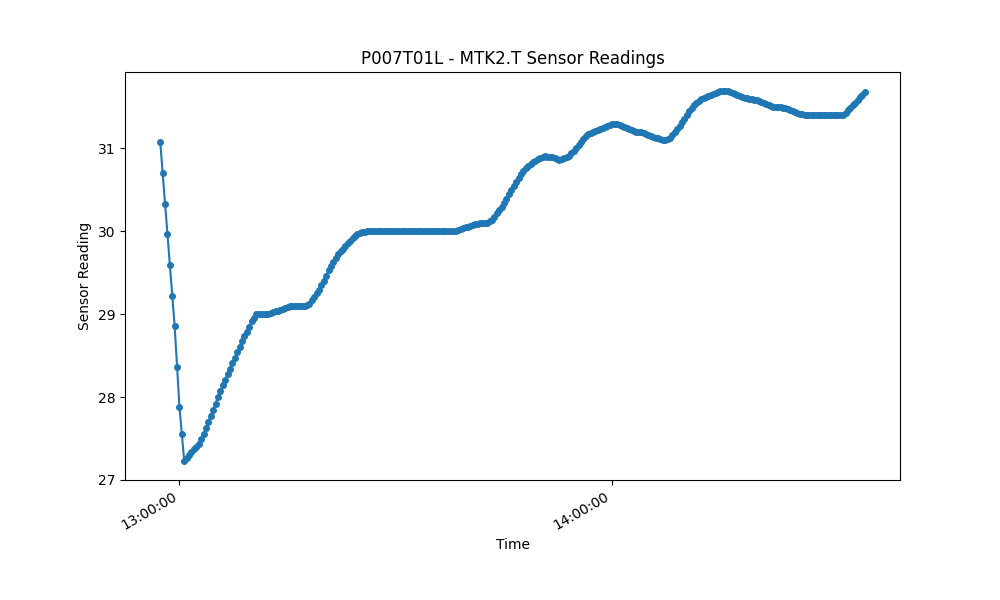 P007T01L - MTK2.T Sensor Readings
Sensor Reading
31
30
29
28
27
13:00:00
14:00:00
Time